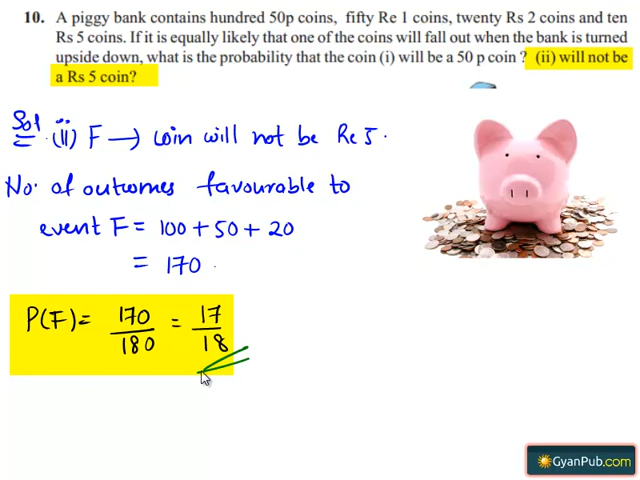 10. A piggy bank contains hundred 50p coins, fifty Re 1 coins, twenty Rs 2 coins and ten
Rs 5 coins. If it is equally likely that one of the coins will fall out when the bank is turned
upside down, what is the probability that the coin (i) will be a 50 p coin ? (ii) will not be
a Rs 5 coin?
Sol (ii) F → Coin will not be Re 5.
No. of outcomes favourable to
event F = 100 + 50 + 20
= 170
P(F) = 170/180 = 17/18
GyanPub.com